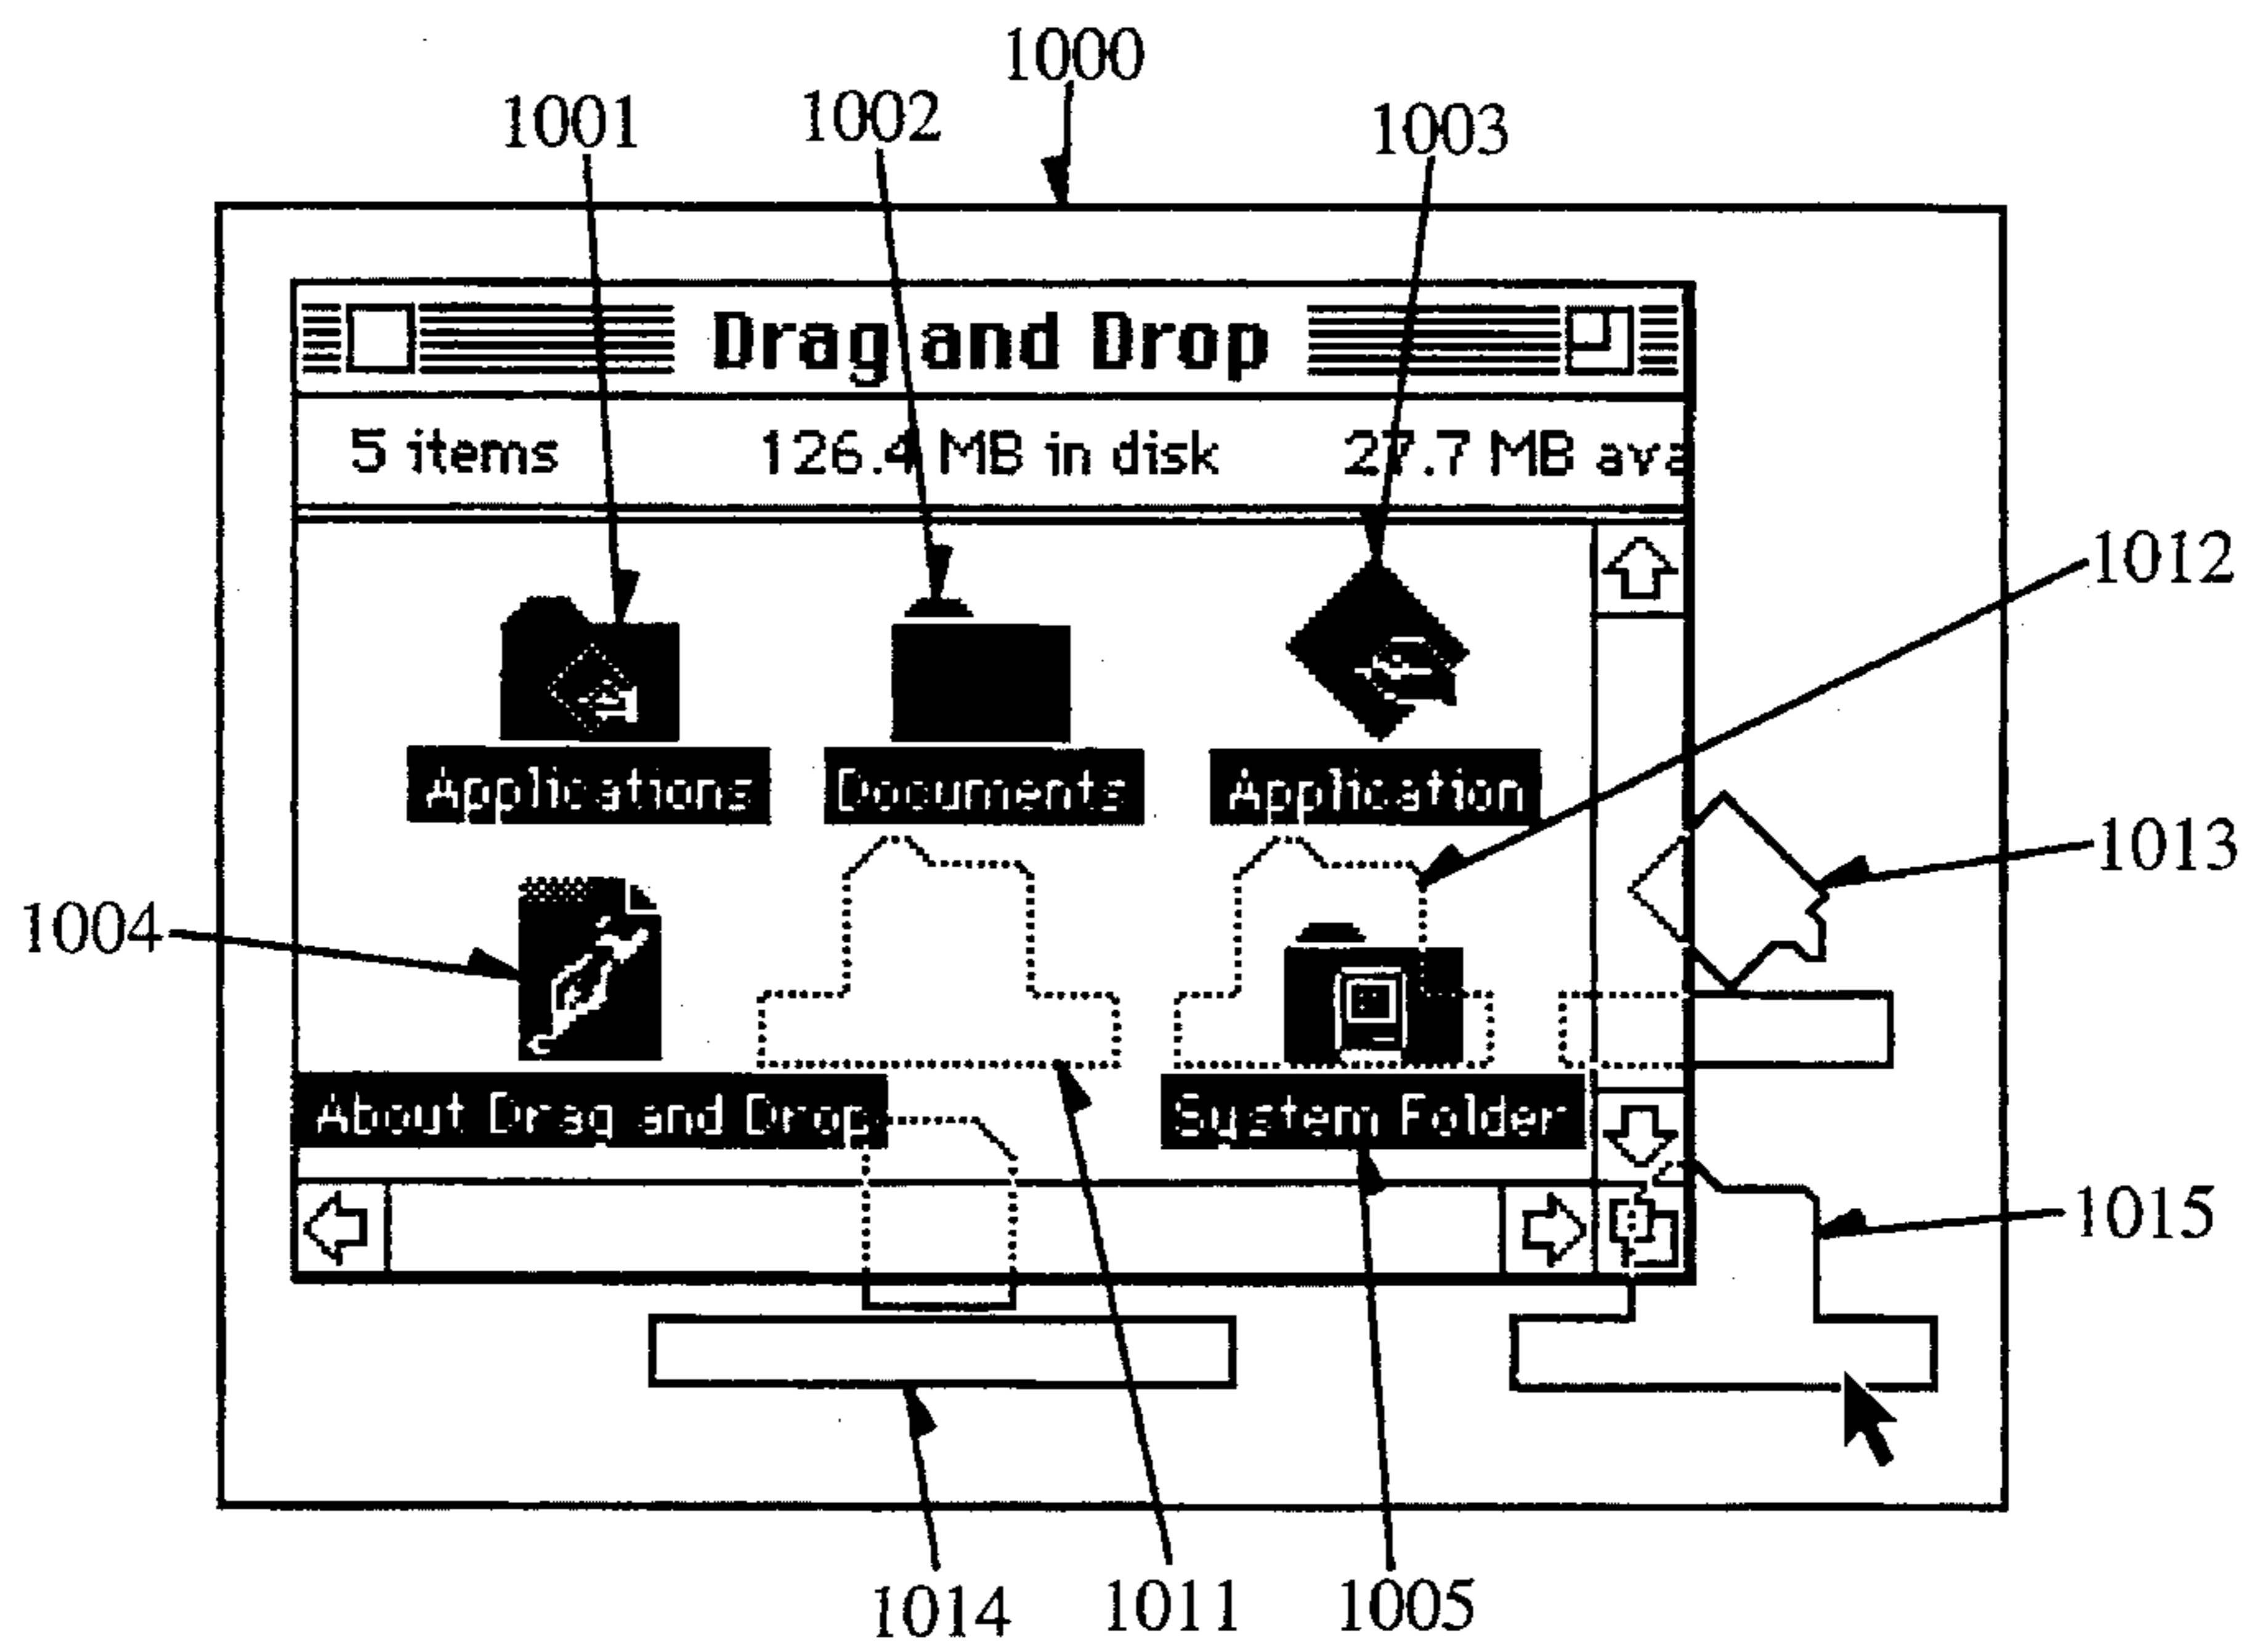 1000
1001
1002
1003
Drag and Drop
5 items 126.4 MB in disk 27.7 MB ava
1012
Applications Documents Application
1013
1004
About Drag and Drop System Folder
1015
1014
1011
1005